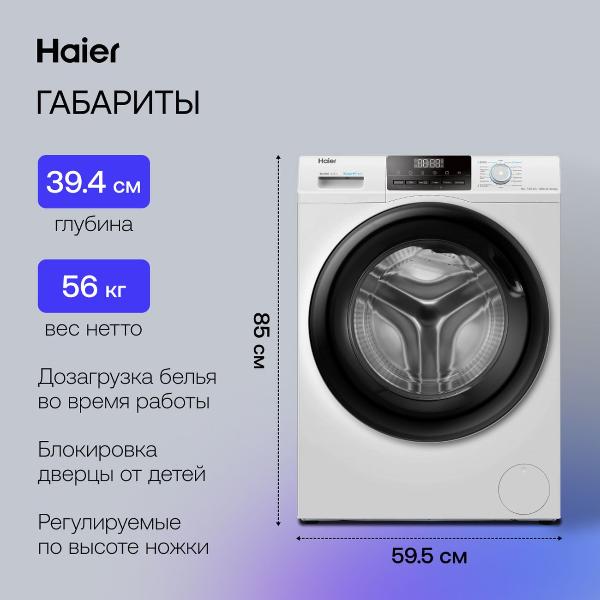 Haier
ГАБАРИТЫ
39.4 см
глубина
56 кг
вес нетто
Дозагрузка белья
во время работы
Блокировка
дверцы от детей
Регулируемые
по высоте ножки
85 см
59.5 см
Haier